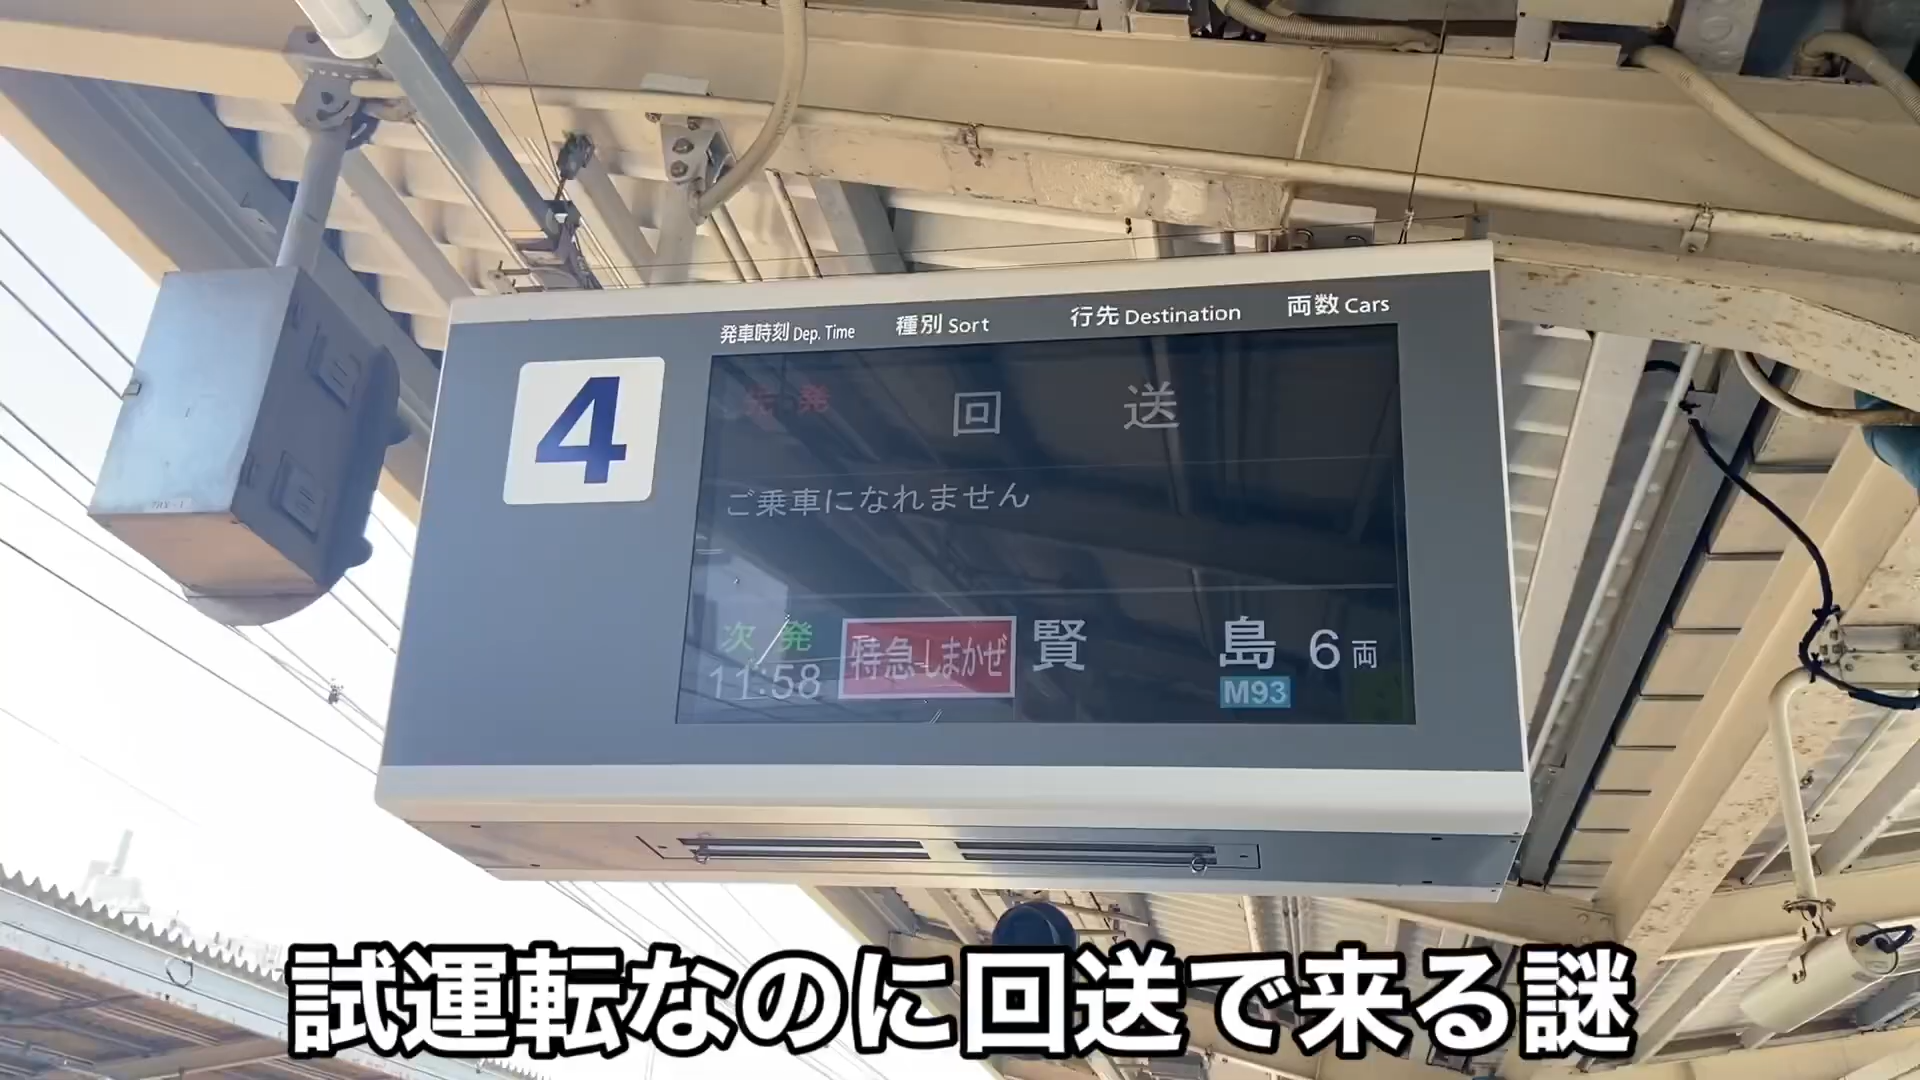 発車時刻 Dep. Time 種別 Sort 行先 Destination 両数 Cars
4
先発 回送
ご乗車になれません
次発
11:58 特急 しまかぜ 賢島 6両
M93
試運転なのに回送で来る謎